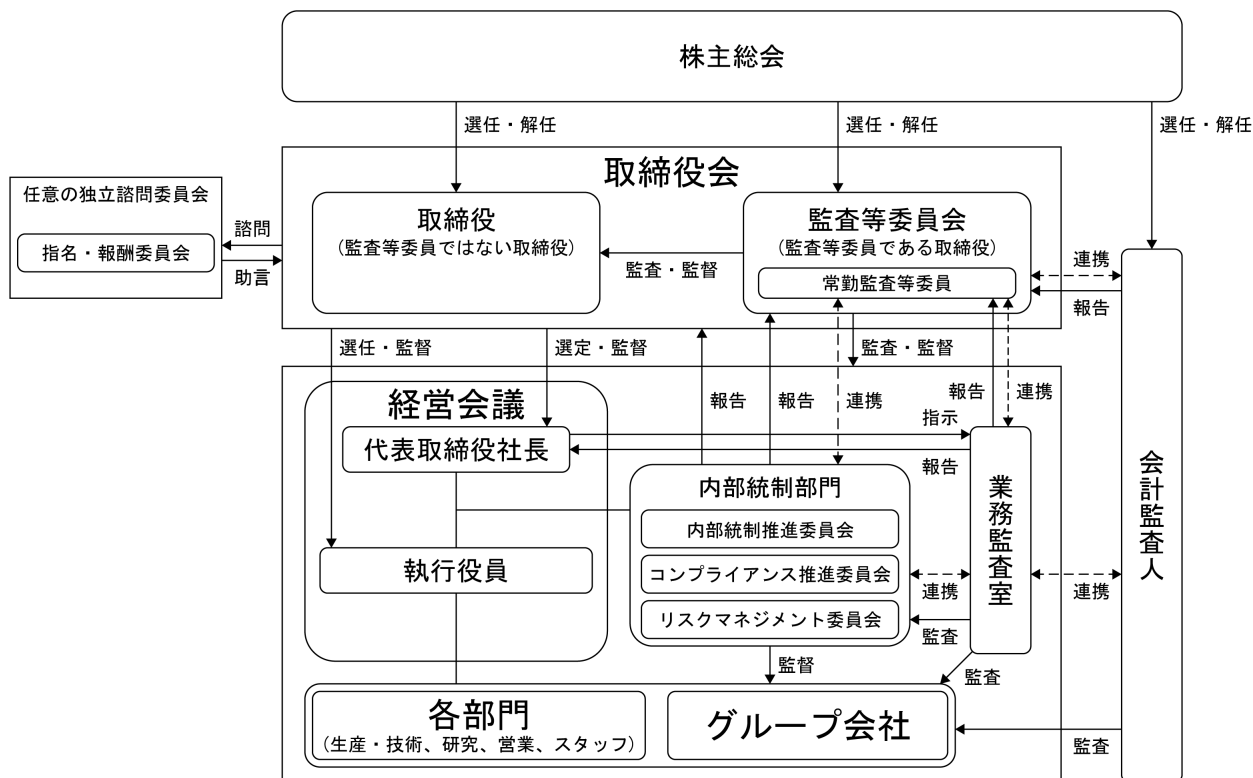 株主総会
選任・解任
選任・解任
選任・解任
取締役会
任意の独立諮問委員会
指名・報酬委員会
諮問
助言
取締役
（監査等委員ではない取締役）
監査・監督
監査等委員会
（監査等委員である取締役）
常勤監査等委員
連携
報告
選任・監督
選定・監督
監査・監督
報告
報告
連携
報告
連携
経営会議
代表取締役社長
指示
報告
執行役員
内部統制部門
内部統制推進委員会
コンプライアンス推進委員会
リスクマネジメント委員会
連携
監査
業務監査室
連携
会計監査人
監督
監査
各部門
（生産・技術、研究、営業、スタッフ）
グループ会社
監査